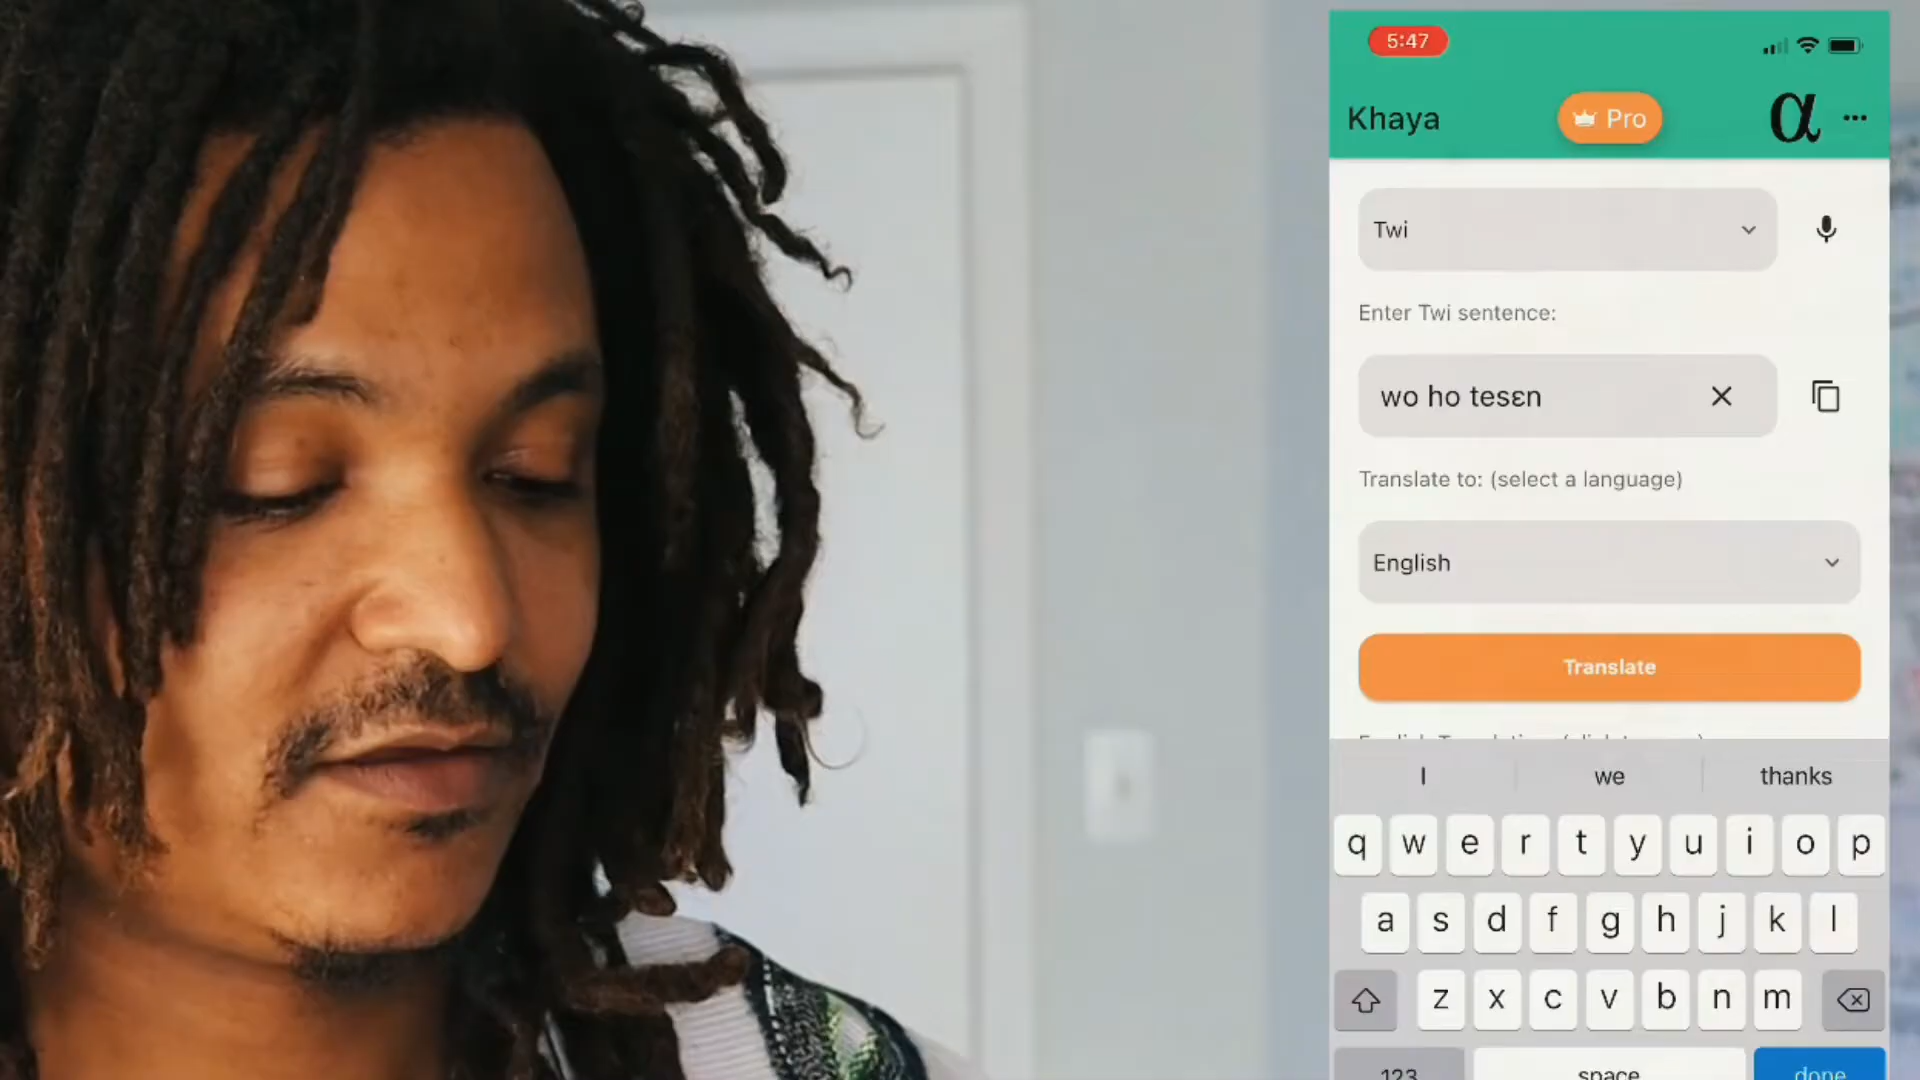 5:47
Khaya
Pro
α
Twi
Enter Twi sentence:
wo ho tesɛn
Translate to: (select a language)
English
Translate
I we thanks
q w e r t y u i o p
a s d f g h j k l
z x c v b n m
123 space done